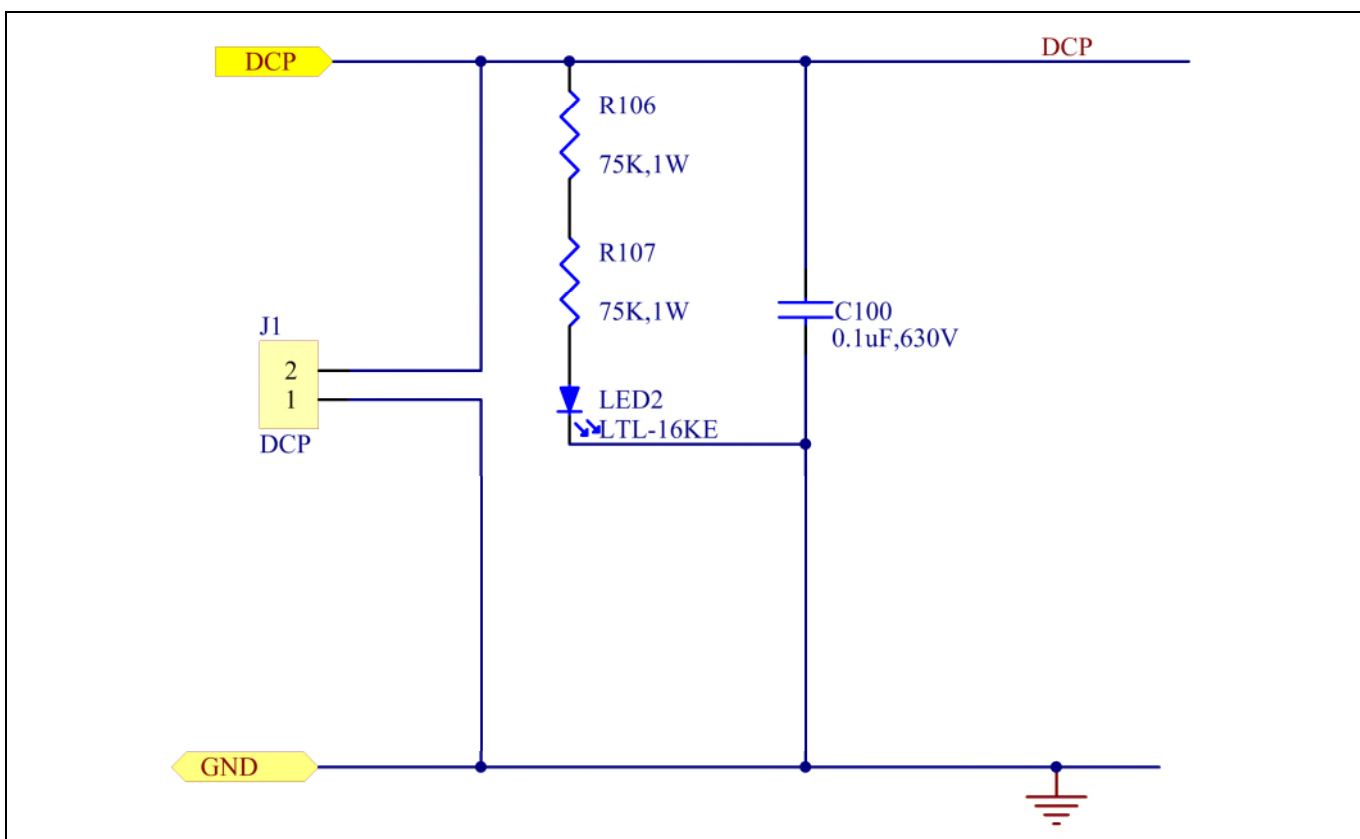 DCP
DCP
R106
75K,1W
R107
75K,1W
C100
0.1uF,630V
J1
2
1
DCP
LED2
LTL-16KE
GND